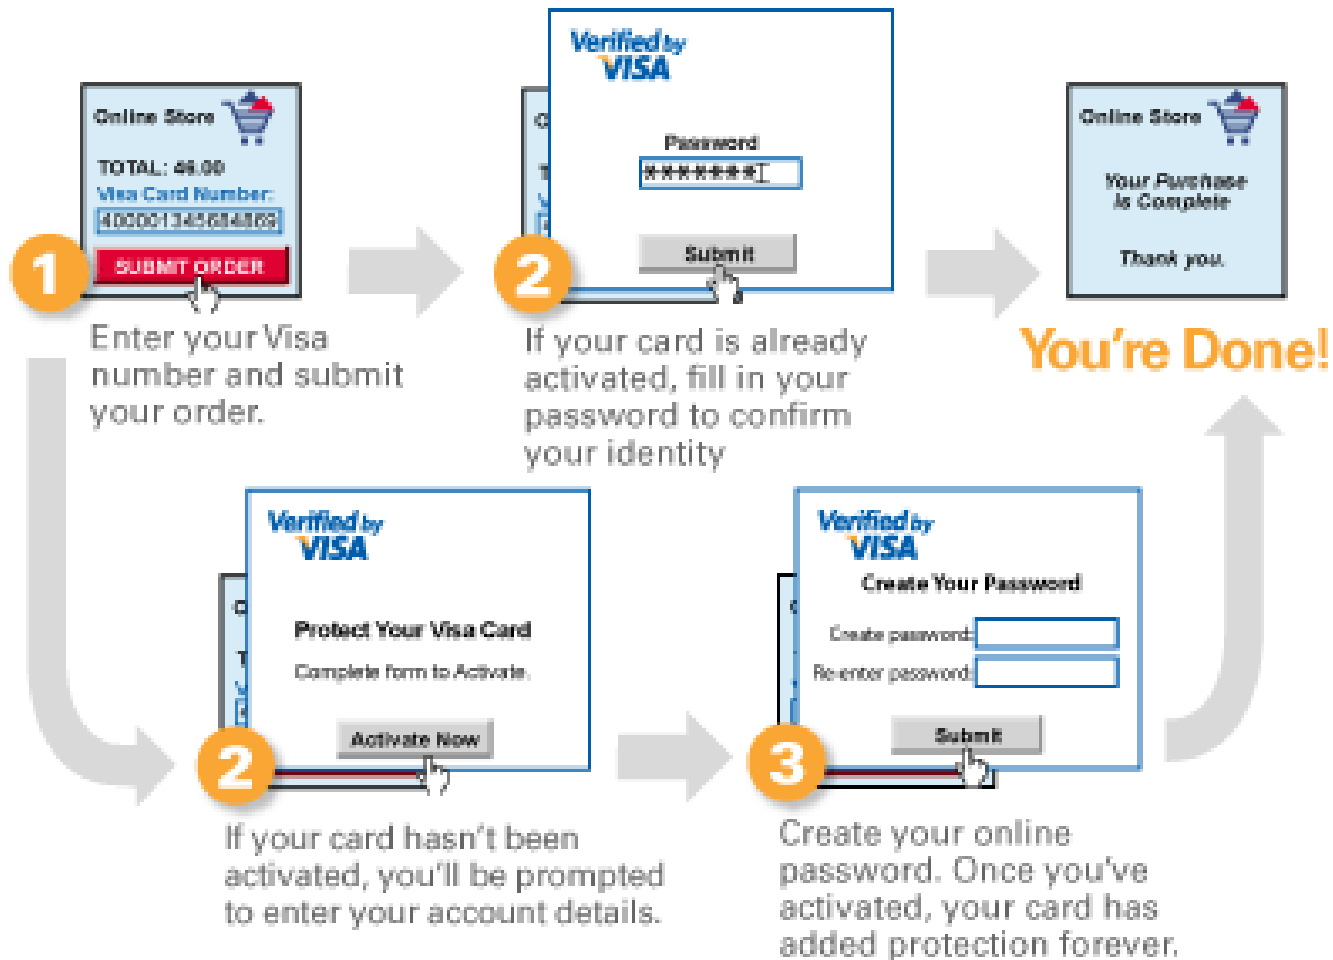 Online Store
TOTAL: 46.00
Visa Card Number:
SUBMIT ORDER
1
Enter your Visa
number and submit
your order.
Verified by
VISA
Password
*******
Submit
2
If your card is already
activated, fill in your
password to confirm
your identity
Online Store
Your Purchase
is Complete
Thank you.
You're Done!
Verified by
VISA
Protect Your Visa Card
Complete form to Activate.
Activate Now
2
If your card hasn't been
activated, you'll be prompted
to enter your account details.
Verified by
VISA
Create Your Password
Create password:
Re-enter password:
Submit
3
Create your online
password. Once you've
activated, your card has
added protection forever.